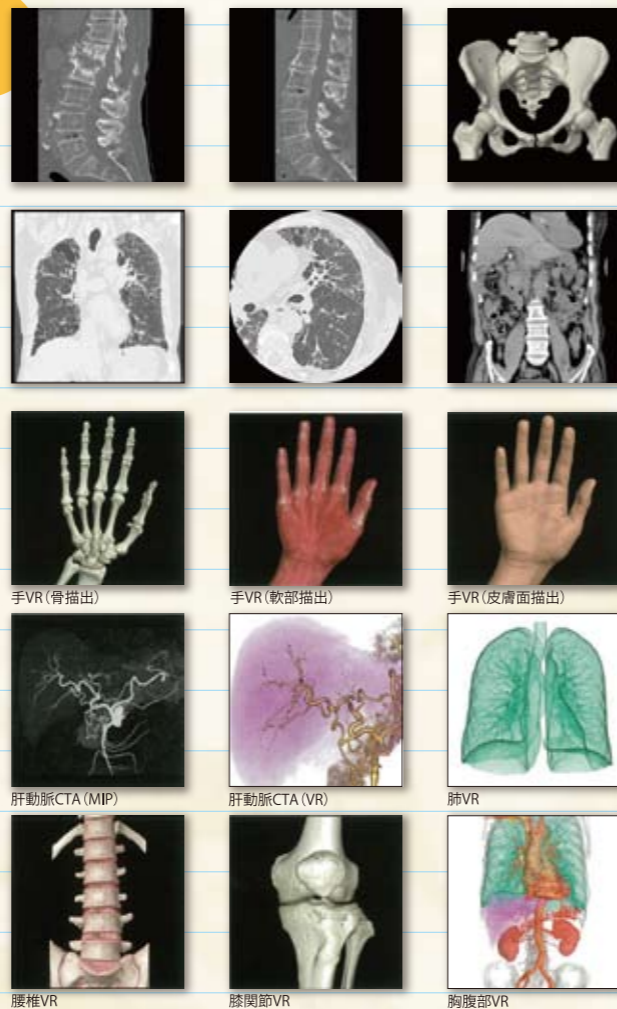 手VR（骨描出）
手VR（軟部描出）
手VR（皮膚面描出）
肝動脈CTA（MIP）
肝動脈CTA（VR）
肺VR
腰椎VR
膝関節VR
胸腹部VR